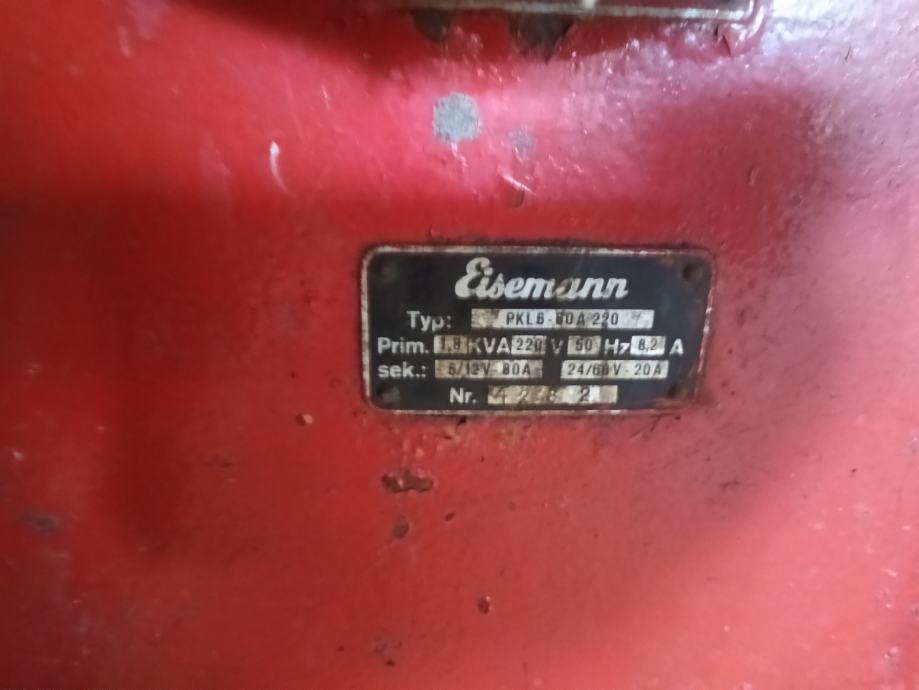 Eisemann
Typ: PKL6-60A 220
Prim. 1,8 KVA 220 V 50 Hz 8,2 A
sek.: 6/12V-80A 24/60V-20A
Nr.